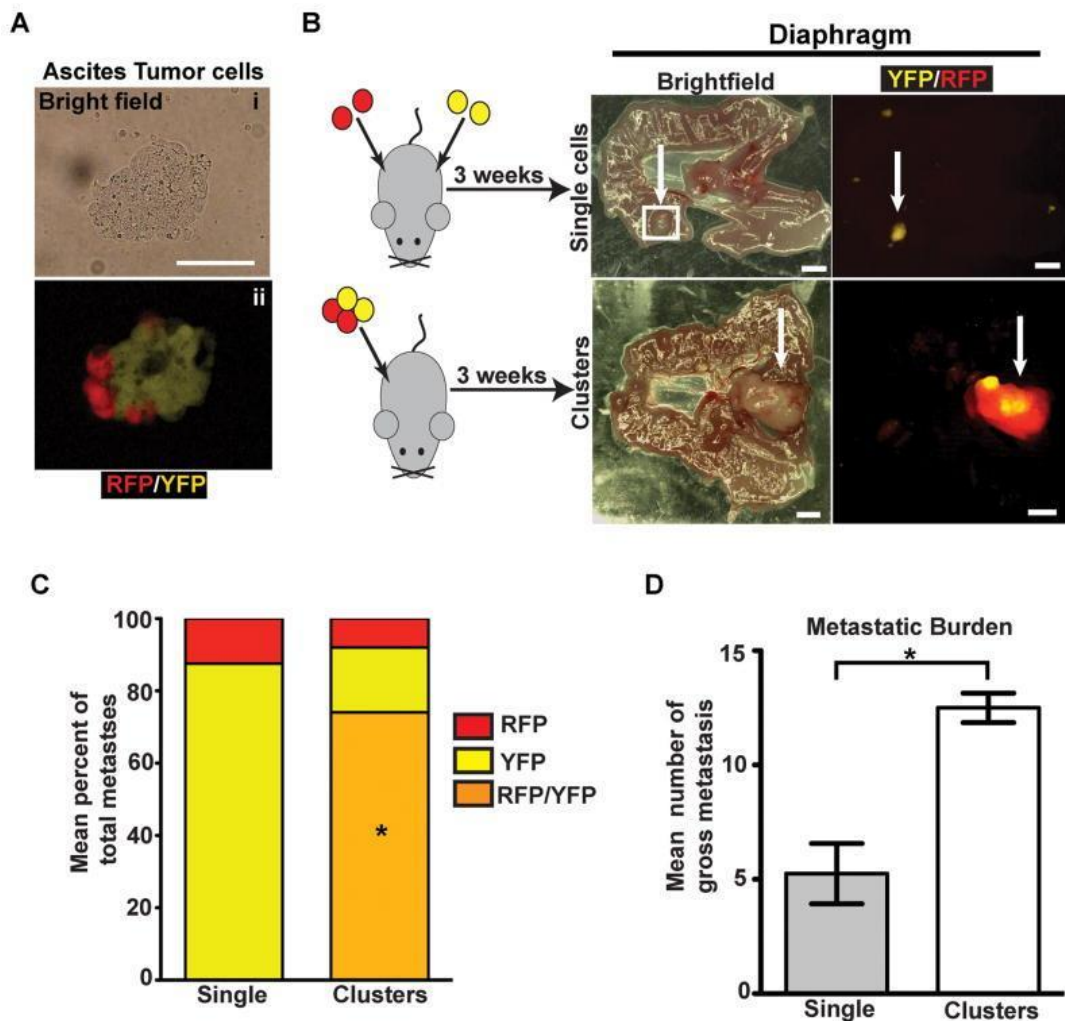 A
Ascites Tumor cells
Bright field
i
ii
RFP/YFP
B
Diaphragm
Brightfield
YFP/RFP
3 weeks
Single cells
3 weeks
Clusters
C
Mean percent of
total metastses
100
80
60
40
20
0
Single
Clusters
*
RFP
YFP
RFP/YFP
D
Metastatic Burden
*
Mean number of
gross metastasis
15
10
5
0
Single
Clusters